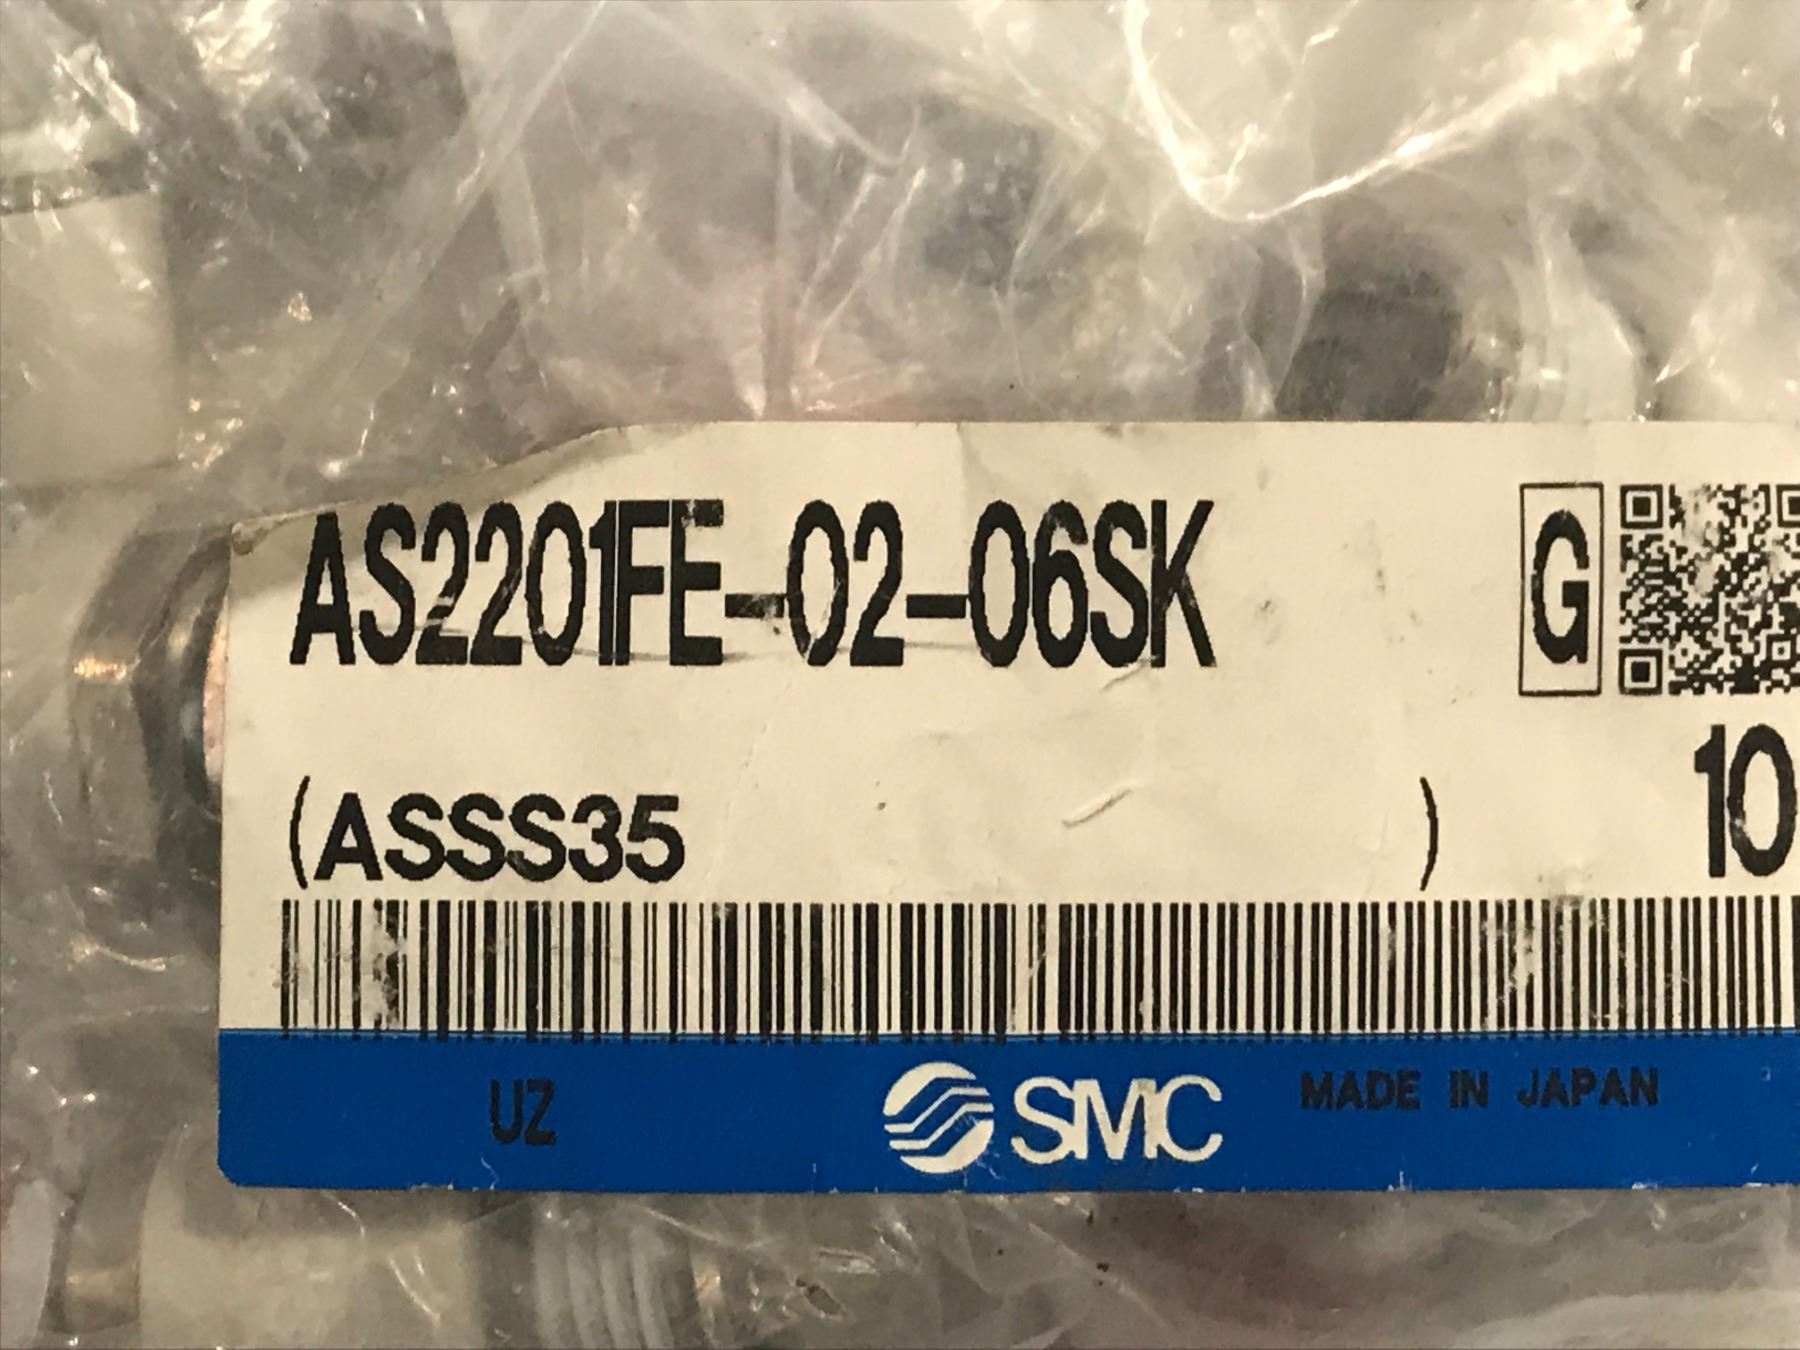 AS2201FE-02-06SK G
10
(ASSS35 )
UZ SMC MADE IN JAPAN